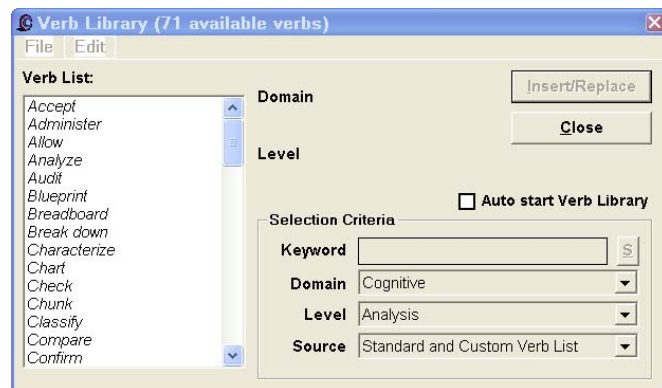 Verb Library (71 available verbs)
File Edit
Verb List:
Accept
Administer
Allow
Analyze
Audit
Blueprint
Breadboard
Break down
Characterize
Chart
Check
Chunk
Classify
Compare
Confirm
Domain
Level
Insert/Replace
Close
Auto start Verb Library
Selection Criteria
Keyword S
Domain Cognitive
Level Analysis
Source Standard and Custom Verb List